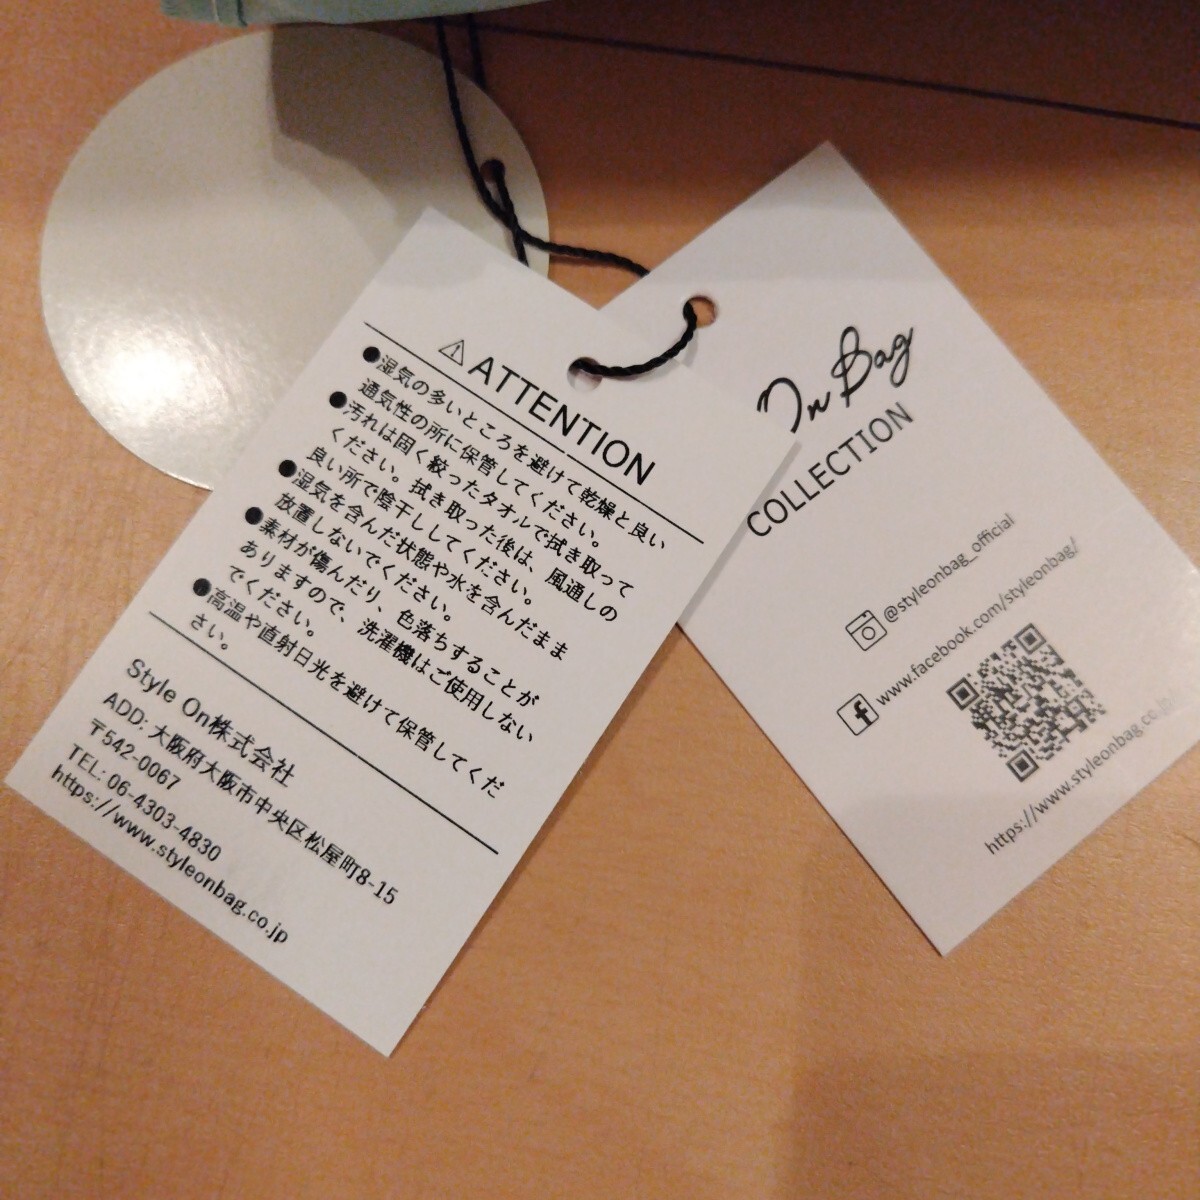 ⚠ATTENTION
●湿気の多いところを避けて乾燥と良い
通気性の所に保管してください。
●汚れは固く絞ったタオルで拭き取って
ください。拭き取った後は、風通しの
良い所で陰干ししてください。
●湿気を含んだ状態や水を含んだまま
放置しないでください。
●素材が傷んだり、色落ちすることが
ありますので、洗濯機はご使用しない
でください。
●高温や直射日光を避けて保管してくだ
さい。
Style On株式会社
ADD: 大阪府大阪市中央区松屋町8-15
〒542-0067
TEL: 06-4303-4830
https://www.styleonbag.co.jp
On Bag
COLLECTION
@styleonbag_official
www.facebook.com/styleonbag/
https://www.styleonbag.co.jp/